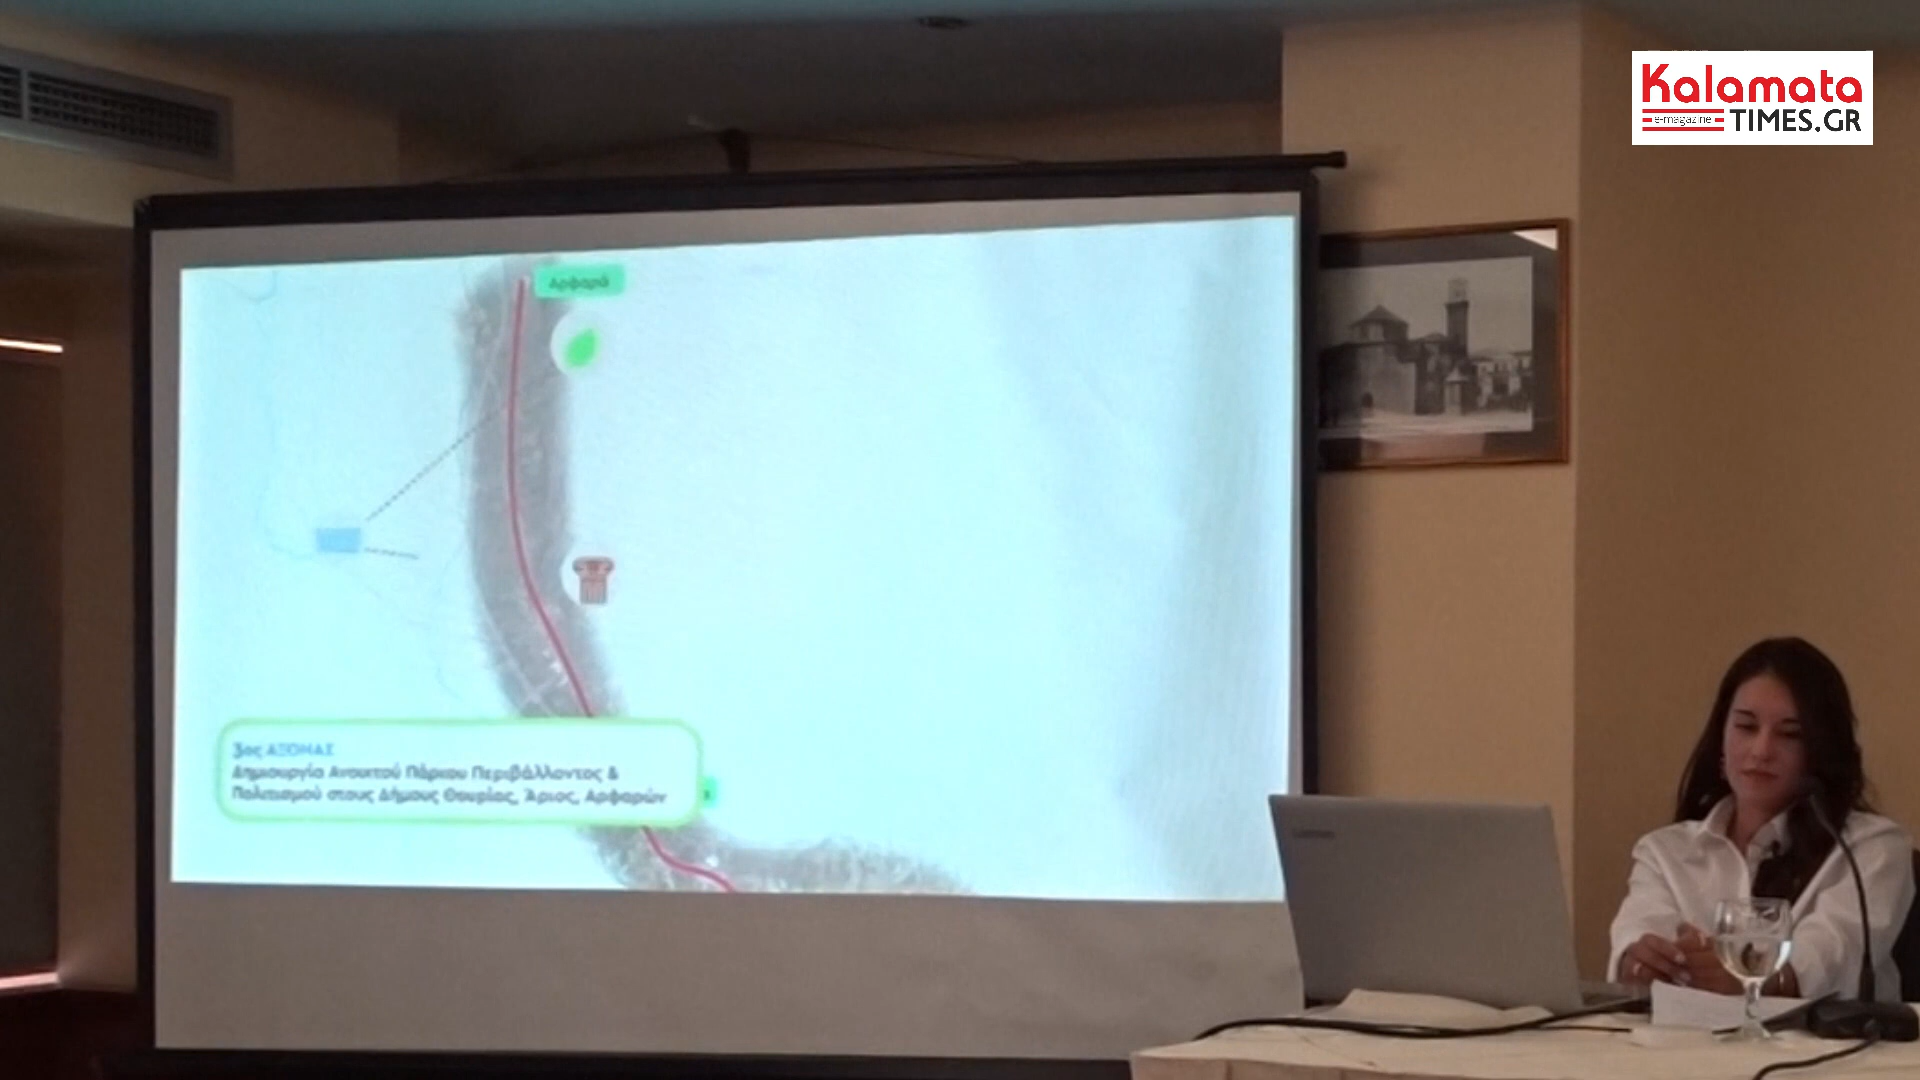 Kalamata
e-magazine TIMES.GR
Αρφαρά
3ος ΑΞΟΝΑΣ
Δημιουργία Ανοικτού Πάρκου Περιβάλλοντος &
Πολιτισμού στους Δήμους Θουρίας, Άριος, Αρφαρών